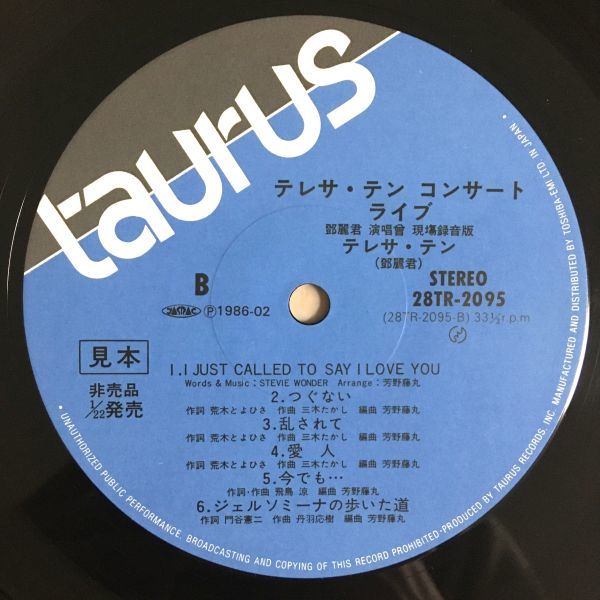 taurus
テレサ・テン コンサート
ライブ
鄧麗君 演唱會 現場録音版
テレサ・テン
(鄧麗君)
B
JASRAC Ⓟ1986-02
STEREO
28TR-2095
(28TR-2095-B) 33⅓r.p.m
見本
非売品
1/22発売
1.I JUST CALLED TO SAY I LOVE YOU
Words & Music : STEVIE WONDER Arrange : 芳野藤丸
2.つぐない
作詞 荒木とよひさ 作曲 三木たかし 編曲 芳野藤丸
3.乱されて
作詞 荒木とよひさ 作曲 三木たかし 編曲 芳野藤丸
4.愛 人
作詞 荒木とよひさ 作曲 三木たかし 編曲 芳野藤丸
5.今でも…
作詞・作曲 飛鳥 涼 編曲 芳野藤丸
6.ジェルソミーナの歩いた道
作詞 門谷憲二 作曲 丹羽応樹 編曲 芳野藤丸
• UNAUTHORIZED PUBLIC PERFORMANCE, BROADCASTING AND COPYING OF THIS RECORD PROHIBITED-PRODUCED BY TAURUS RECORDS, INC. MANUFACTURED AND DISTRIBUTED BY TOSHIBA-EMI LTD IN JAPAN. •